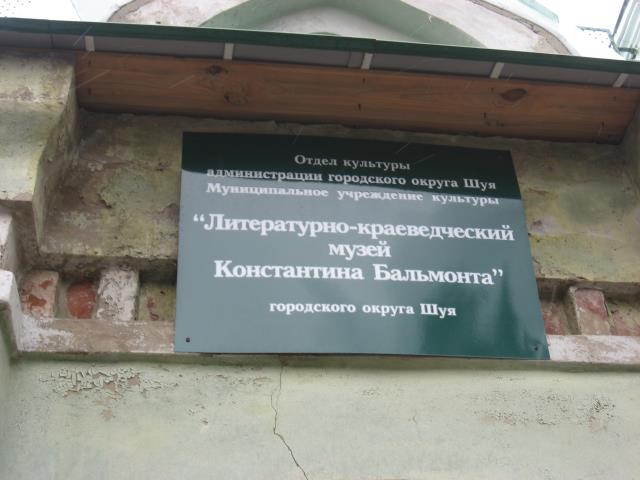 Отдел культуры
администрации городского округа Шуя
Муниципальное учреждение культуры
“Литературно-краеведческий
музей
Константина Бальмонта”
городского округа Шуя